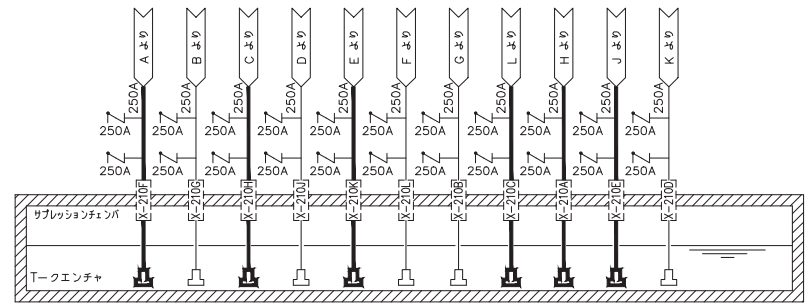 Aより Bより Cより Dより Eより Fより Gより Lより Hより Jより Kより
250A 250A 250A 250A 250A 250A 250A 250A 250A 250A 250A
250A 250A 250A 250A 250A 250A 250A 250A 250A 250A 250A
250A 250A 250A 250A 250A 250A 250A 250A 250A 250A 250A
X-210F X-210G X-210H X-210J X-210K X-210L X-210B X-210C X-210A X-210E X-210D
サプレッションチェンバ
Tークエンチャ